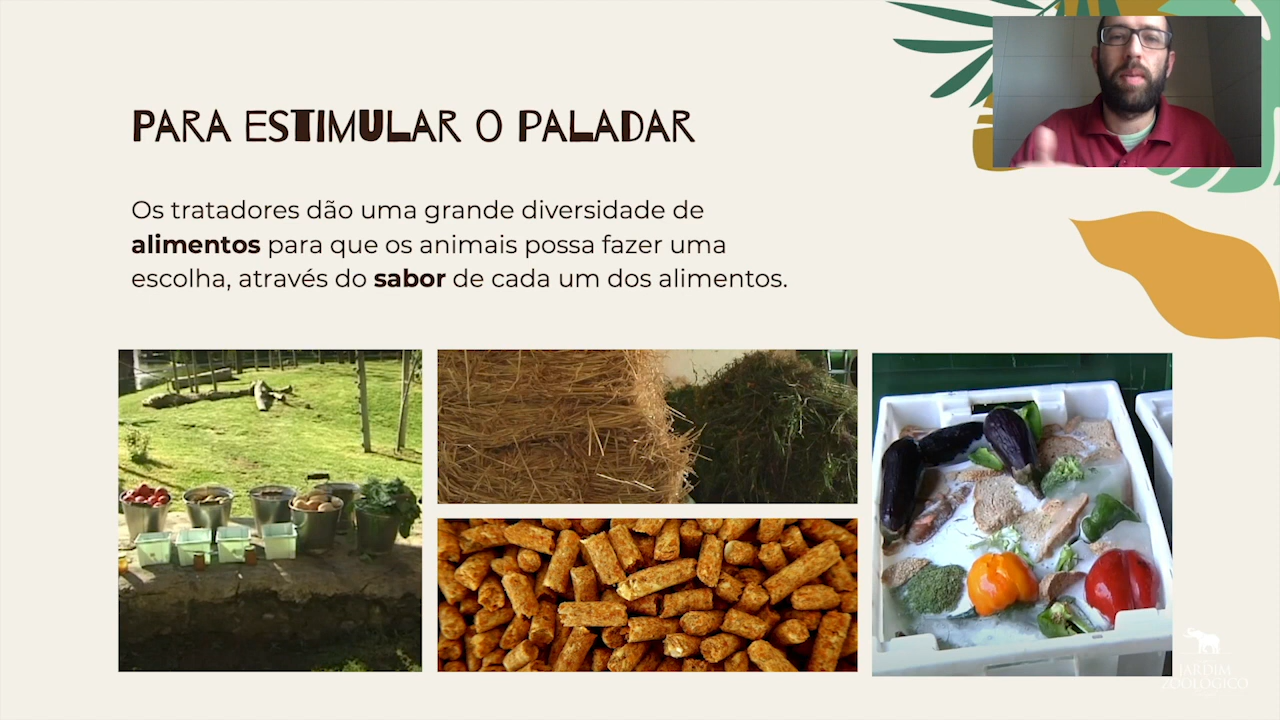 PARA ESTIMULAR O PALADAR
Os tratadores dão uma grande diversidade de
alimentos para que os animais possa fazer uma
escolha, através do sabor de cada um dos alimentos.
JARDIM
ZOOLÓGICO